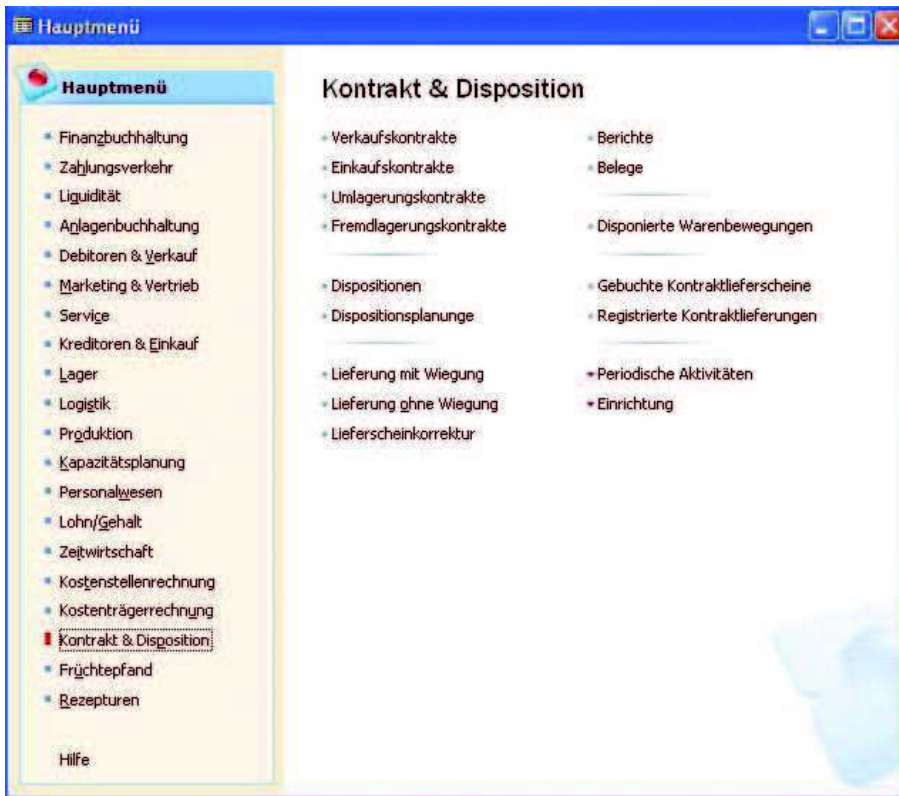 Hauptmenü
Hauptmenü
Finanzbuchhaltung
Zahlungsverkehr
Liquidität
Anlagenbuchhaltung
Debitoren & Verkauf
Marketing & Vertrieb
Service
Kreditoren & Einkauf
Lager
Logistik
Produktion
Kapazitätsplanung
Personalwesen
Lohn/Gehalt
Zeitwirtschaft
Kostenstellenrechnung
Kostenträgerrechnung
Kontrakt & Disposition
Früchtepfand
Rezepturen
Hilfe
Kontrakt & Disposition
Verkaufskontrakte
Einkaufskontrakte
Umlagerungskontrakte
Fremdlagerungskontrakte
Dispositionen
Dispositionsplanunge
Lieferung mit Wiegung
Lieferung ohne Wiegung
Lieferscheinkorrektur
Berichte
Belege
Disponierte Warenbewegungen
Gebuchte Kontraktlieferscheine
Registrierte Kontraktlieferungen
Periodische Aktivitäten
Einrichtung